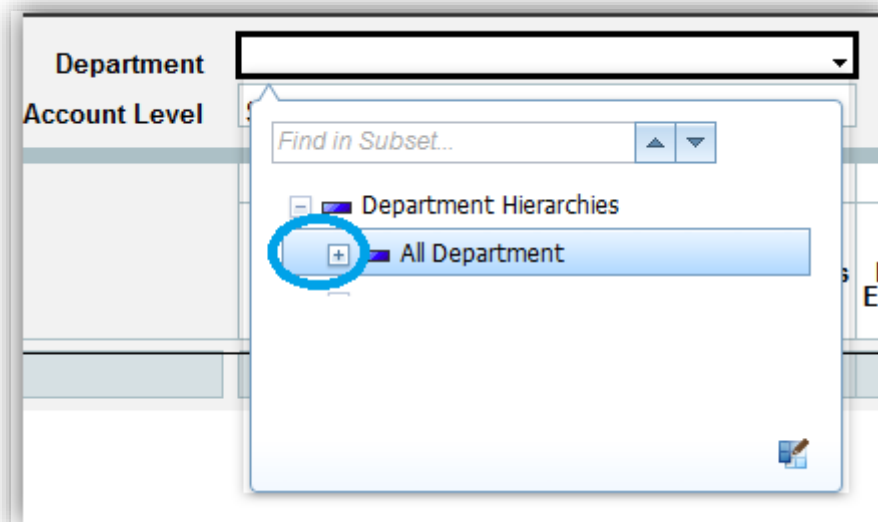 Department
Account Level
Find in Subset...
Department Hierarchies
All Department